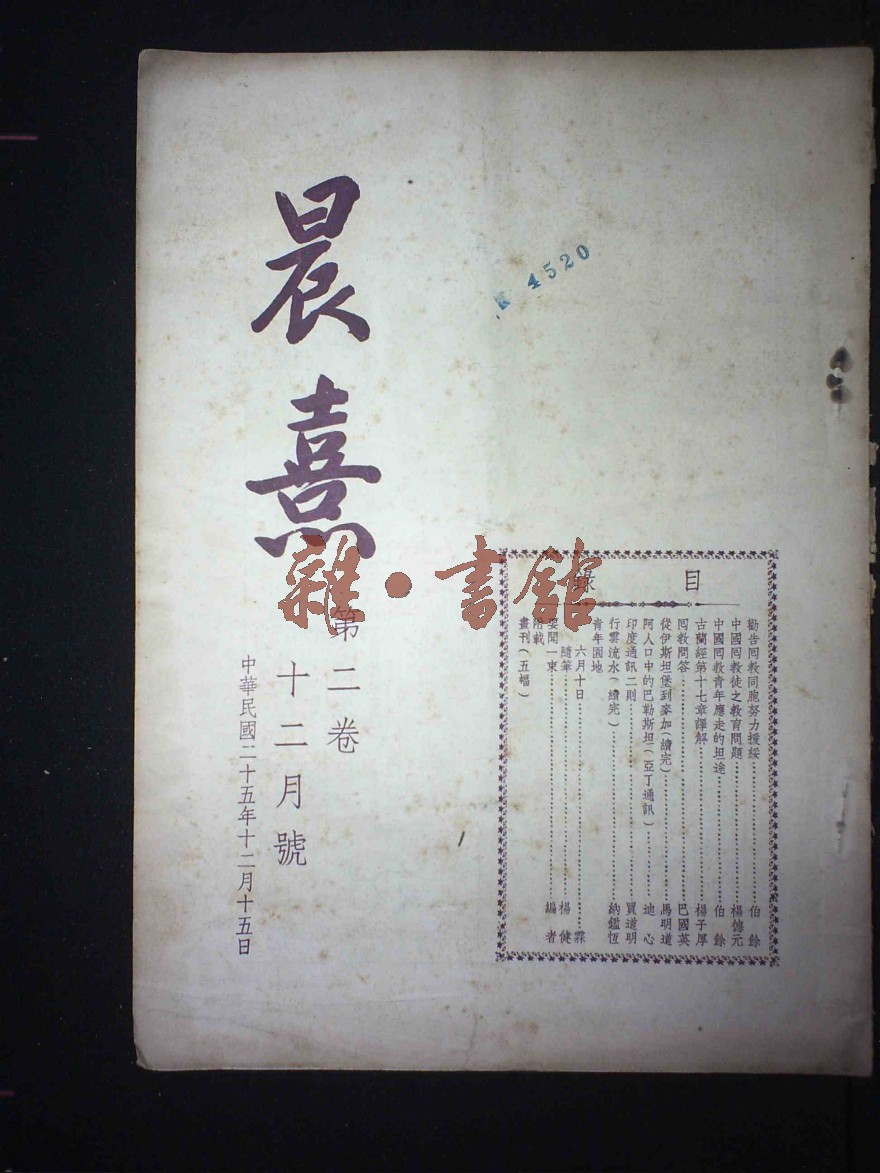 晨熹
第二卷
十二月號
中華民國二十五年十二月十五日
K 4520
雜·書館
目錄
勸告回教同胞努力援綏 伯餘
中國回教徒之教育問題 楊傳元
中國回教青年應走的坦途 伯餘
古蘭經第十七章譯解 楊子厚
回教問答 巴國英
從伊斯坦堡到麥加(續完) 馬明道
阿人口中的巴勒斯坦(亞丁通訊) 迪心
印度通訊二則 買道明
行雲流水(續完) 納鑑恆
青年園地
六月十日 霖
隨筆 楊健
要聞一束 編者
附載
畫刊(五幅)